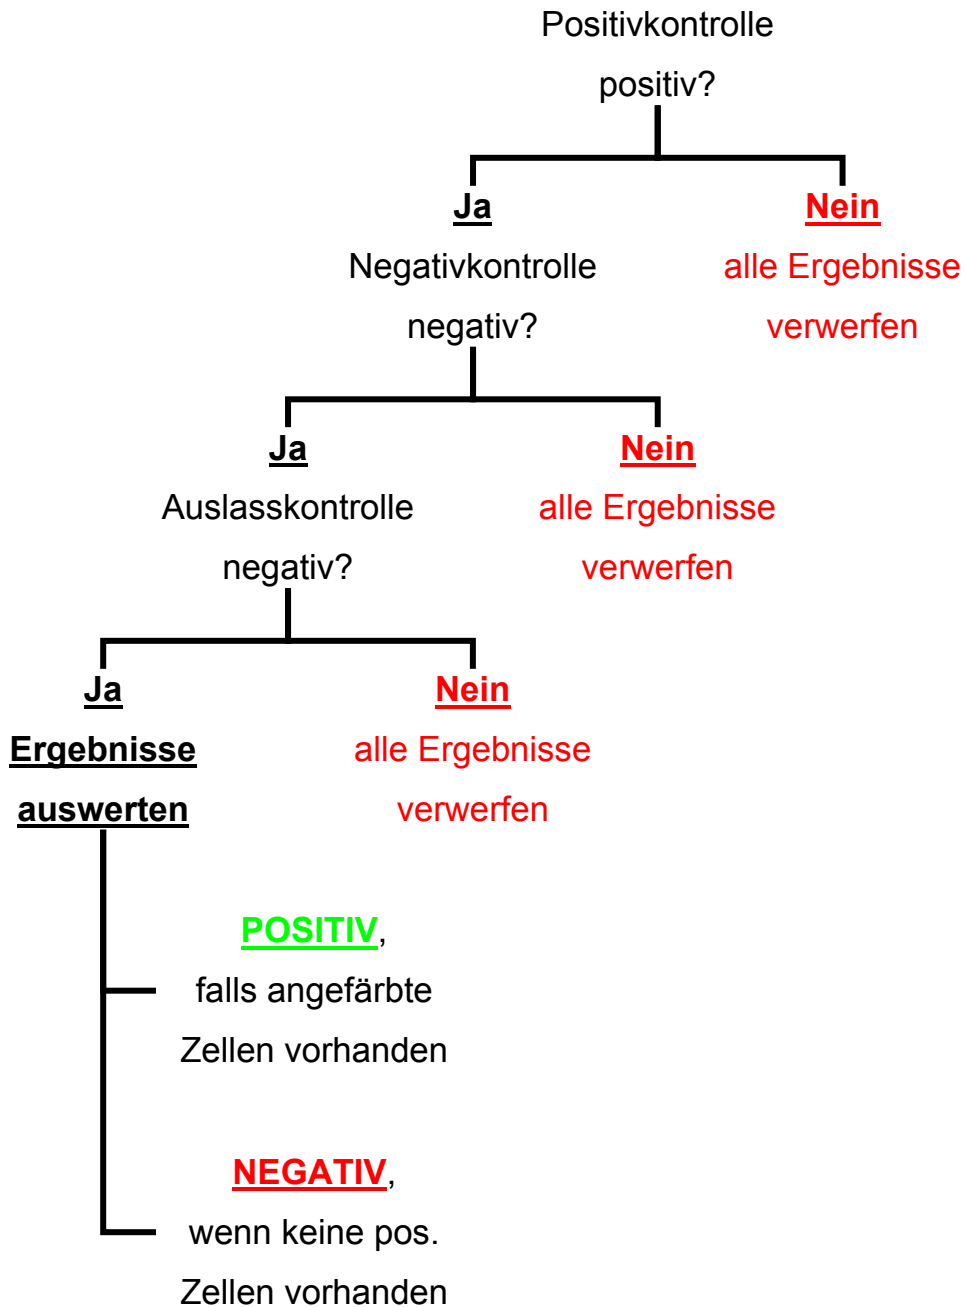 Positivkontrolle
positiv?
Ja
Nein
Negativkontrolle
alle Ergebnisse
negativ?
verwerfen
Ja
Nein
Auslasskontrolle
alle Ergebnisse
negativ?
verwerfen
Ja
Nein
Ergebnisse
alle Ergebnisse
auswerten
verwerfen
POSITIV,
falls angefärbte
Zellen vorhanden
NEGATIV,
wenn keine pos.
Zellen vorhanden